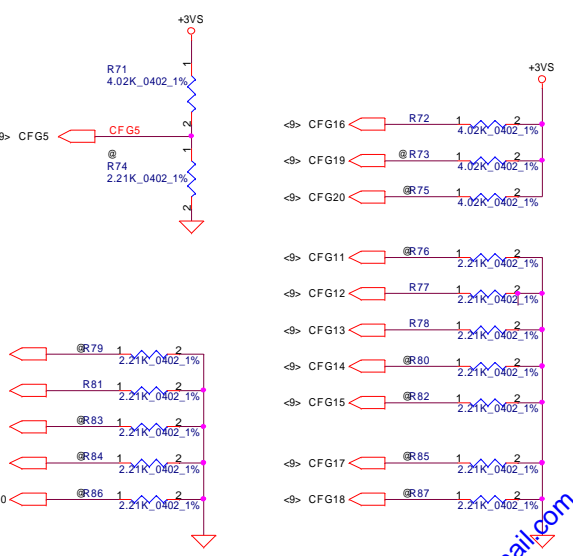 +3VS
R71
4.02K_0402_1%
1
2
9> CFG5
CFG5
1
@
R74
2.21K_0402_1%
2
@R79 1 2
2.21K_0402_1%
R81 1 2
2.21K_0402_1%
@R83 1 2
2.21K_0402_1%
@R84 1 2
2.21K_0402_1%
0 @R86 1 2
2.21K_0402_1%
+3VS
<9> CFG16 R72 1 2
4.02K_0402_1%
<9> CFG19 @R73 1 2
4.02K_0402_1%
<9> CFG20 @R75 1 2
4.02K_0402_1%
<9> CFG11 @R76 1 2
2.21K_0402_1%
<9> CFG12 R77 1 2
2.21K_0402_1%
<9> CFG13 R78 1 2
2.21K_0402_1%
<9> CFG14 @R80 1 2
2.21K_0402_1%
<9> CFG15 @R82 1 2
2.21K_0402_1%
<9> CFG17 @R85 1 2
2.21K_0402_1%
<9> CFG18 @R87 1 2
2.21K_0402_1%
ail.com